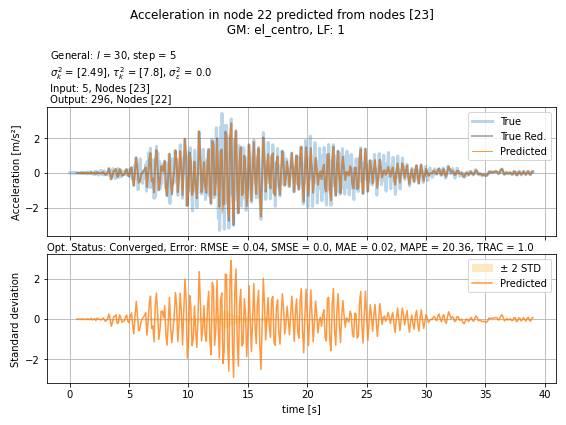 Acceleration in node 22 predicted from nodes [23]
GM: el_centro, LF: 1
General: l = 30, step = 5
σ²ₖ = [2.49], τ²ₖ = [7.8], σ²ε = 0.0
Input: 5, Nodes [23]
Output: 296, Nodes [22]
Acceleration [m/s²]
2
0
−2
True
True Red.
Predicted
Opt. Status: Converged, Error: RMSE = 0.04, SMSE = 0.0, MAE = 0.02, MAPE = 20.36, TRAC = 1.0
Standard deviation
2
0
−2
± 2 STD
Predicted
0 5 10 15 20 25 30 35 40
time [s]